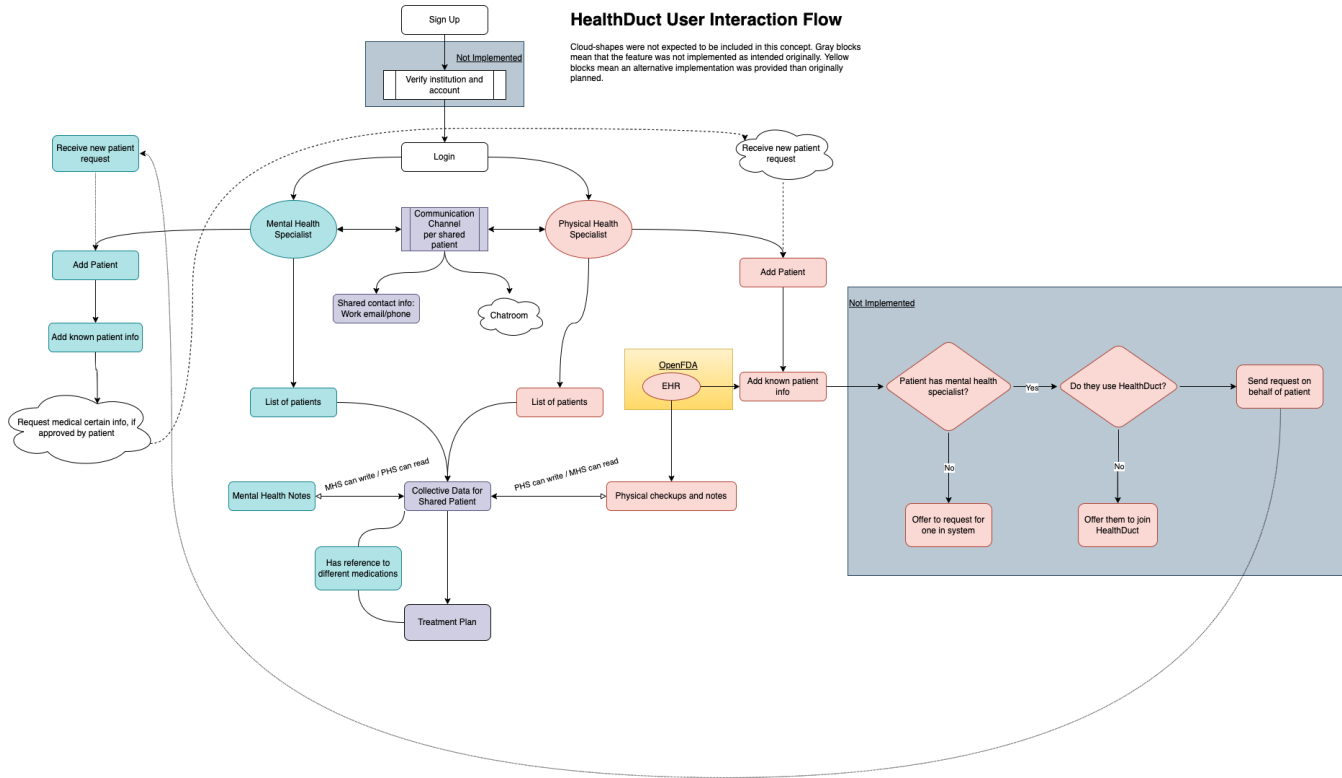 Sign Up
HealthDuct User Interaction Flow
Cloud-shapes were not expected to be included in this concept. Gray blocks
mean that the feature was not implemented as intended originally. Yellow
blocks mean an alternative implementation was provided than originally
planned.
Not Implemented
Verify institution and
account
Receive new patient
request
Login
Receive new patient
request
Mental Health
Specialist
Communication
Channel
per shared
patient
Physical Health
Specialist
Add Patient
Add Patient
Shared contact info:
Work email/phone
Chatroom
Not Implemented
Add known patient info
OpenFDA
EHR
Add known patient
info
Patient has mental health
specialist?
Yes
Do they use HealthDuct?
Send request on
behalf of patient
List of patients
List of patients
Request medical certain info, if
approved by patient
No
No
MHS can write / PHS can read
PHS can write / MHS can read
Mental Health Notes
Collective Data for
Shared Patient
Physical checkups and notes
Offer to request for
one in system
Offer them to join
HealthDuct
Has reference to
different medications
Treatment Plan